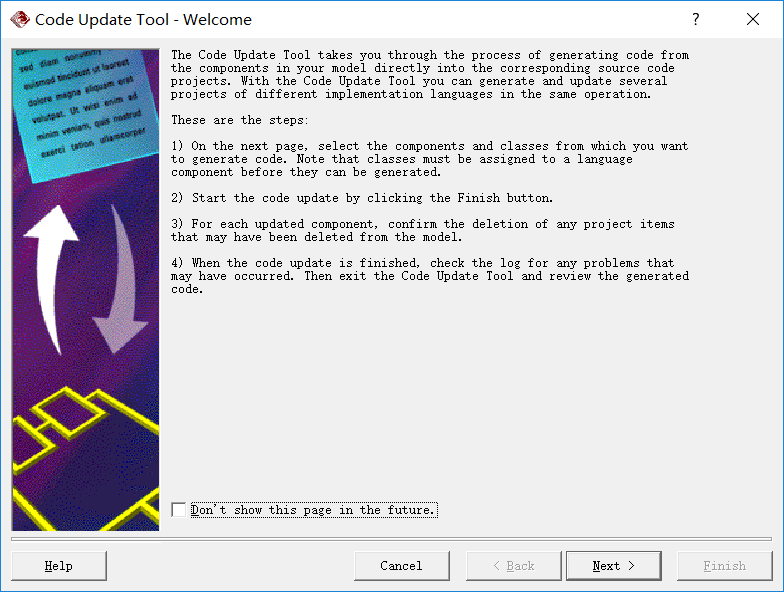 Code Update Tool - Welcome
?
sed diam nonummy
euismod tincidunt ut laoreet
dolore magna aliquam erat
volutpat. Ut wisi enim ad
minim veniam, quis nostrud
exerci tation ullamcorper
The Code Update Tool takes you through the process of generating code from
the components in your model directly into the corresponding source code
projects. With the Code Update Tool you can generate and update several
projects of different implementation languages in the same operation.
These are the steps:
1) On the next page, select the components and classes from which you want
to generate code. Note that classes must be assigned to a language
component before they can be generated.
2) Start the code update by clicking the Finish button.
3) For each updated component, confirm the deletion of any project items
that may have been deleted from the model.
4) When the code update is finished, check the log for any problems that
may have occurred. Then exit the Code Update Tool and review the generated
code.
Don't show this page in the future.
Help
Cancel
< Back
Next >
Finish